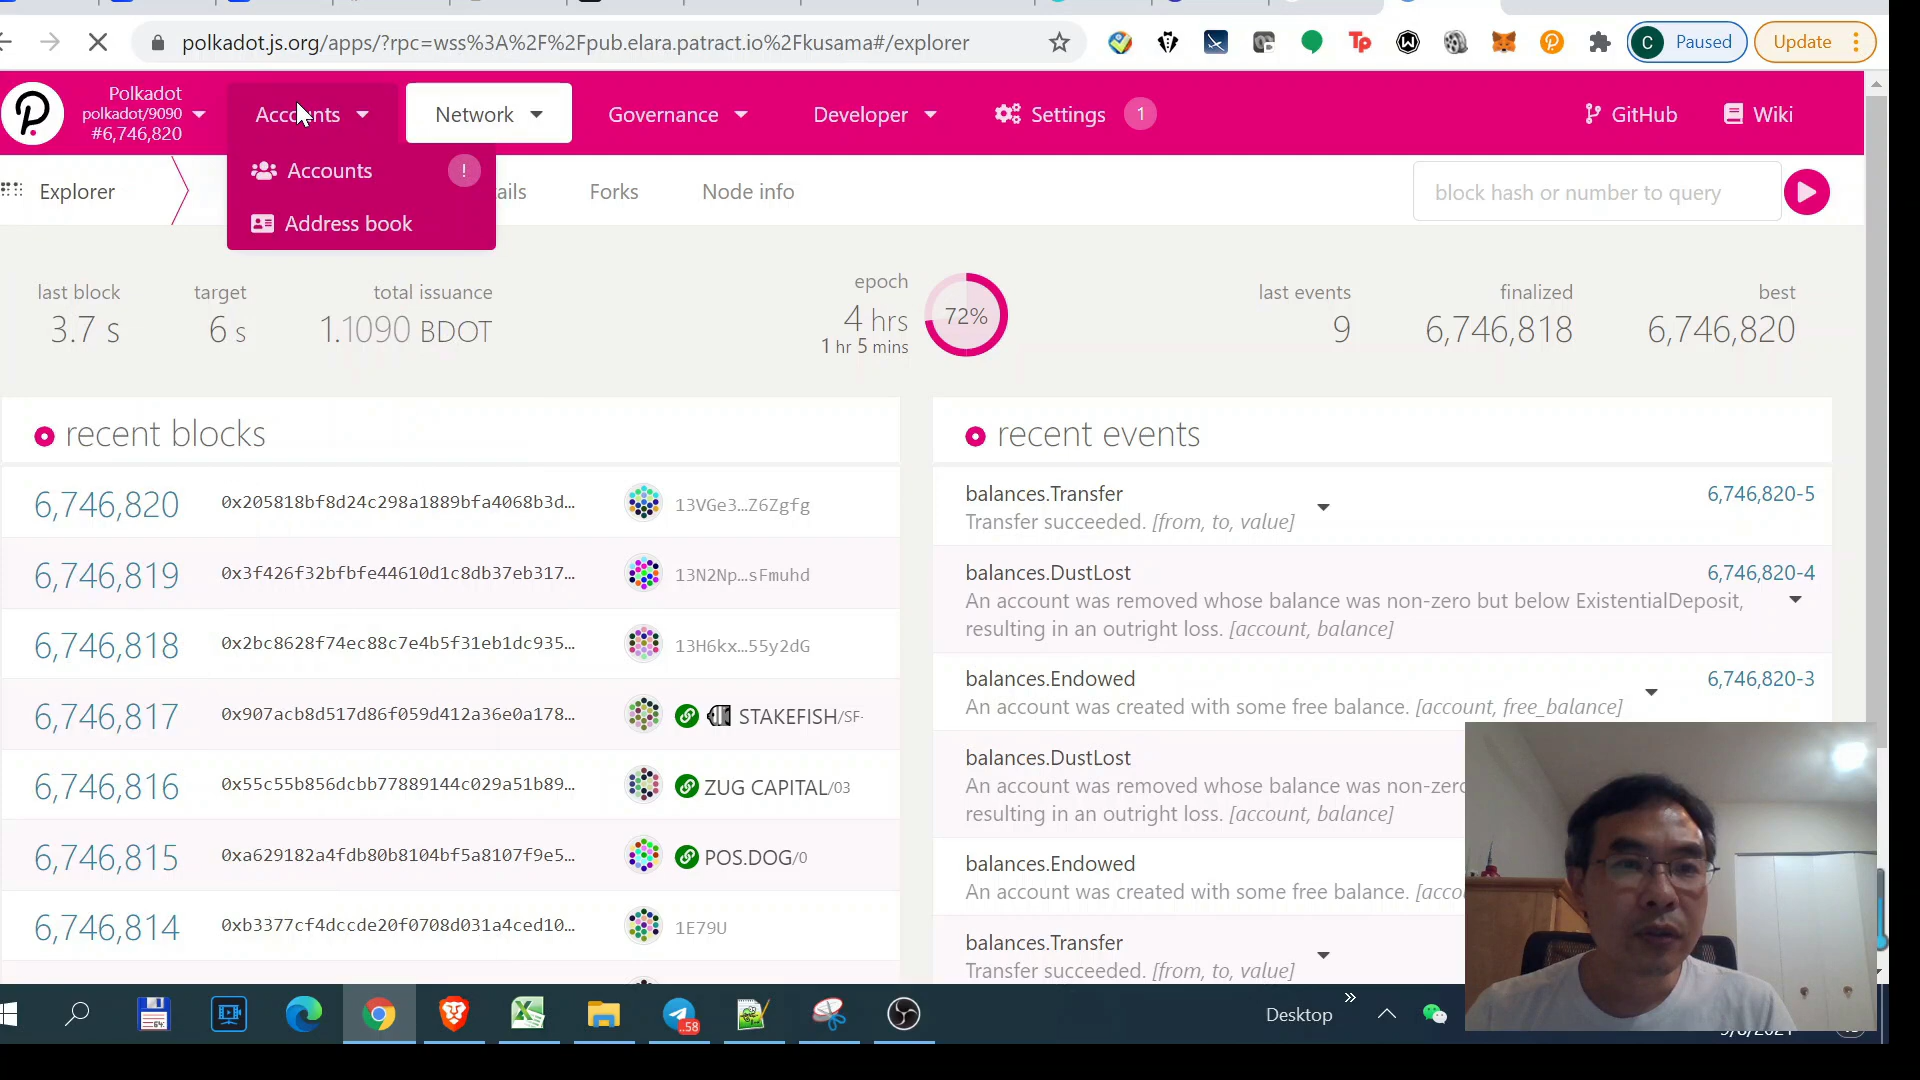 polkadot.js.org/apps/?rpc=wss%3A%2F%2Fpub.elara.patract.io%2Fkusama#/explorer
Tp
C Paused
Update
Polkadot
polkadot/9090
#6,746,820
Accounts
Network
Governance
Developer
Settings 1
GitHub
Wiki
Accounts !
Address book
Explorer
ails
Forks
Node info
block hash or number to query
last block
3.7 s
target
6 s
total issuance
1.1090 BDOT
epoch
4 hrs
1 hr 5 mins
72%
last events
9
finalized
6,746,818
best
6,746,820
recent blocks
6,746,820 0x205818bf8d24c298a1889bfa4068b3d... 13VGe3...Z6Zgfg
6,746,819 0x3f426f32bfbfe44610d1c8db37eb317... 13N2Np...sFmuhd
6,746,818 0x2bc8628f74ec88c7e4b5f31eb1dc935... 13H6kx...55y2dG
6,746,817 0x907acb8d517d86f059d412a36e0a178... STAKEFISH/SF-
6,746,816 0x55c55b856dcbb77889144c029a51b89... ZUG CAPITAL/03
6,746,815 0xa629182a4fdb80b8104bf5a8107f9e5... POS.DOG/0
6,746,814 0xb3377cf4dccde20f0708d031a4ced10... 1E79U
recent events
balances.Transfer 6,746,820-5
Transfer succeeded. [from, to, value]
balances.DustLost 6,746,820-4
An account was removed whose balance was non-zero but below ExistentialDeposit,
resulting in an outright loss. [account, balance]
balances.Endowed 6,746,820-3
An account was created with some free balance. [account, free_balance]
balances.DustLost
An account was removed whose balance was non-zero
resulting in an outright loss. [account, balance]
balances.Endowed
An account was created with some free balance. [acco
balances.Transfer
Transfer succeeded. [from, to, value]
64
..58
Desktop
»